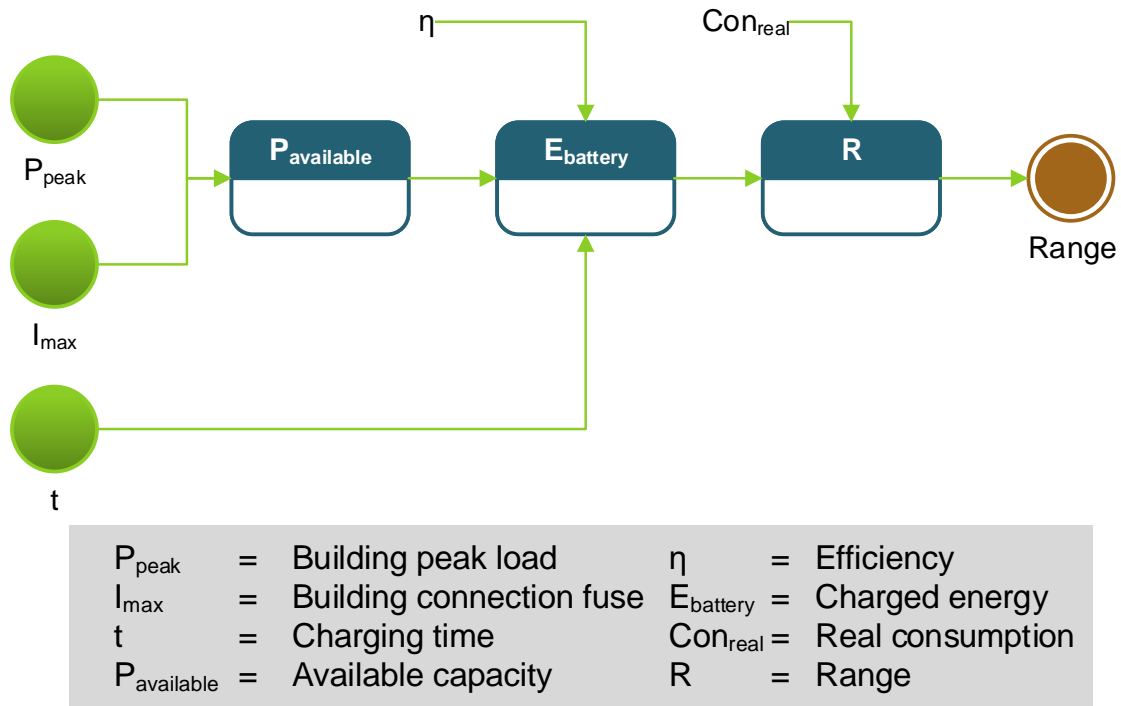 η
Con_real
P_peak
P_available
E_battery
R
Range
I_max
t
P_peak = Building peak load η = Efficiency
I_max = Building connection fuse E_battery = Charged energy
t = Charging time Con_real = Real consumption
P_available = Available capacity R = Range